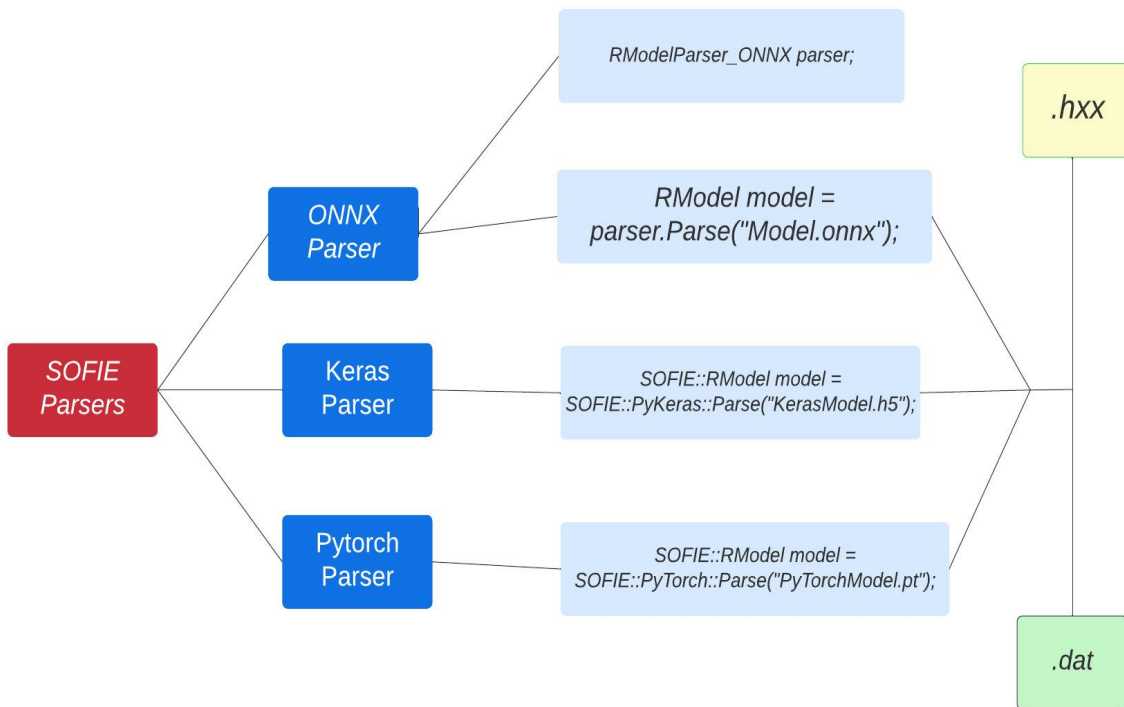 RModelParser_ONNX parser;
.hxx
ONNX
Parser
RModel model =
parser.Parse("Model.onnx");
SOFIE
Parsers
Keras
Parser
SOFIE::RModel model =
SOFIE::PyKeras::Parse("KerasModel.h5");
Pytorch
Parser
SOFIE::RModel model =
SOFIE::PyTorch::Parse("PyTorchModel.pt");
.dat